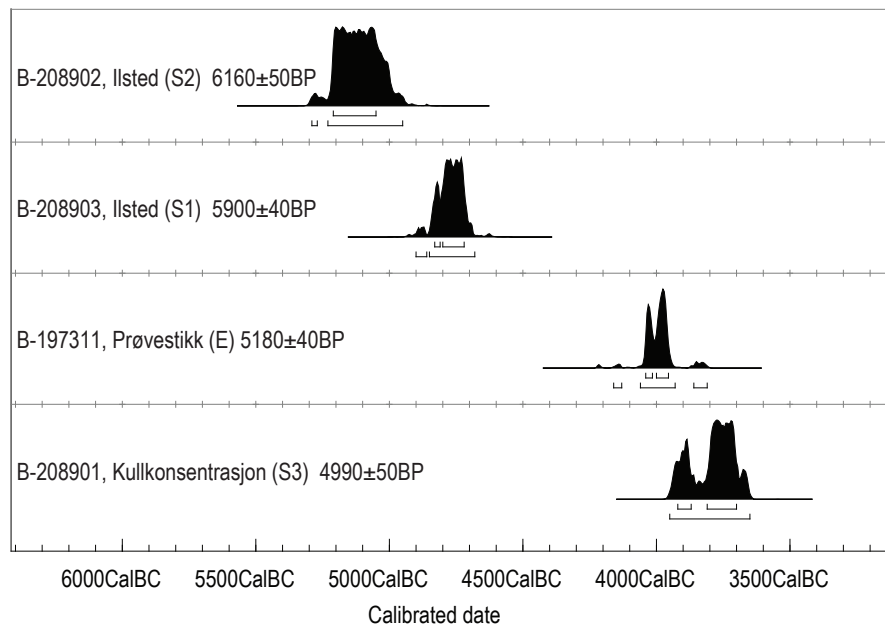 B-208902, Ilsted (S2)  6160±50BP
B-208903, Ilsted (S1)  5900±40BP
B-197311, Prøvestikk (E) 5180±40BP
B-208901, Kullkonsentrasjon (S3)  4990±50BP
6000CalBC 5500CalBC 5000CalBC 4500CalBC 4000CalBC 3500CalBC
Calibrated date